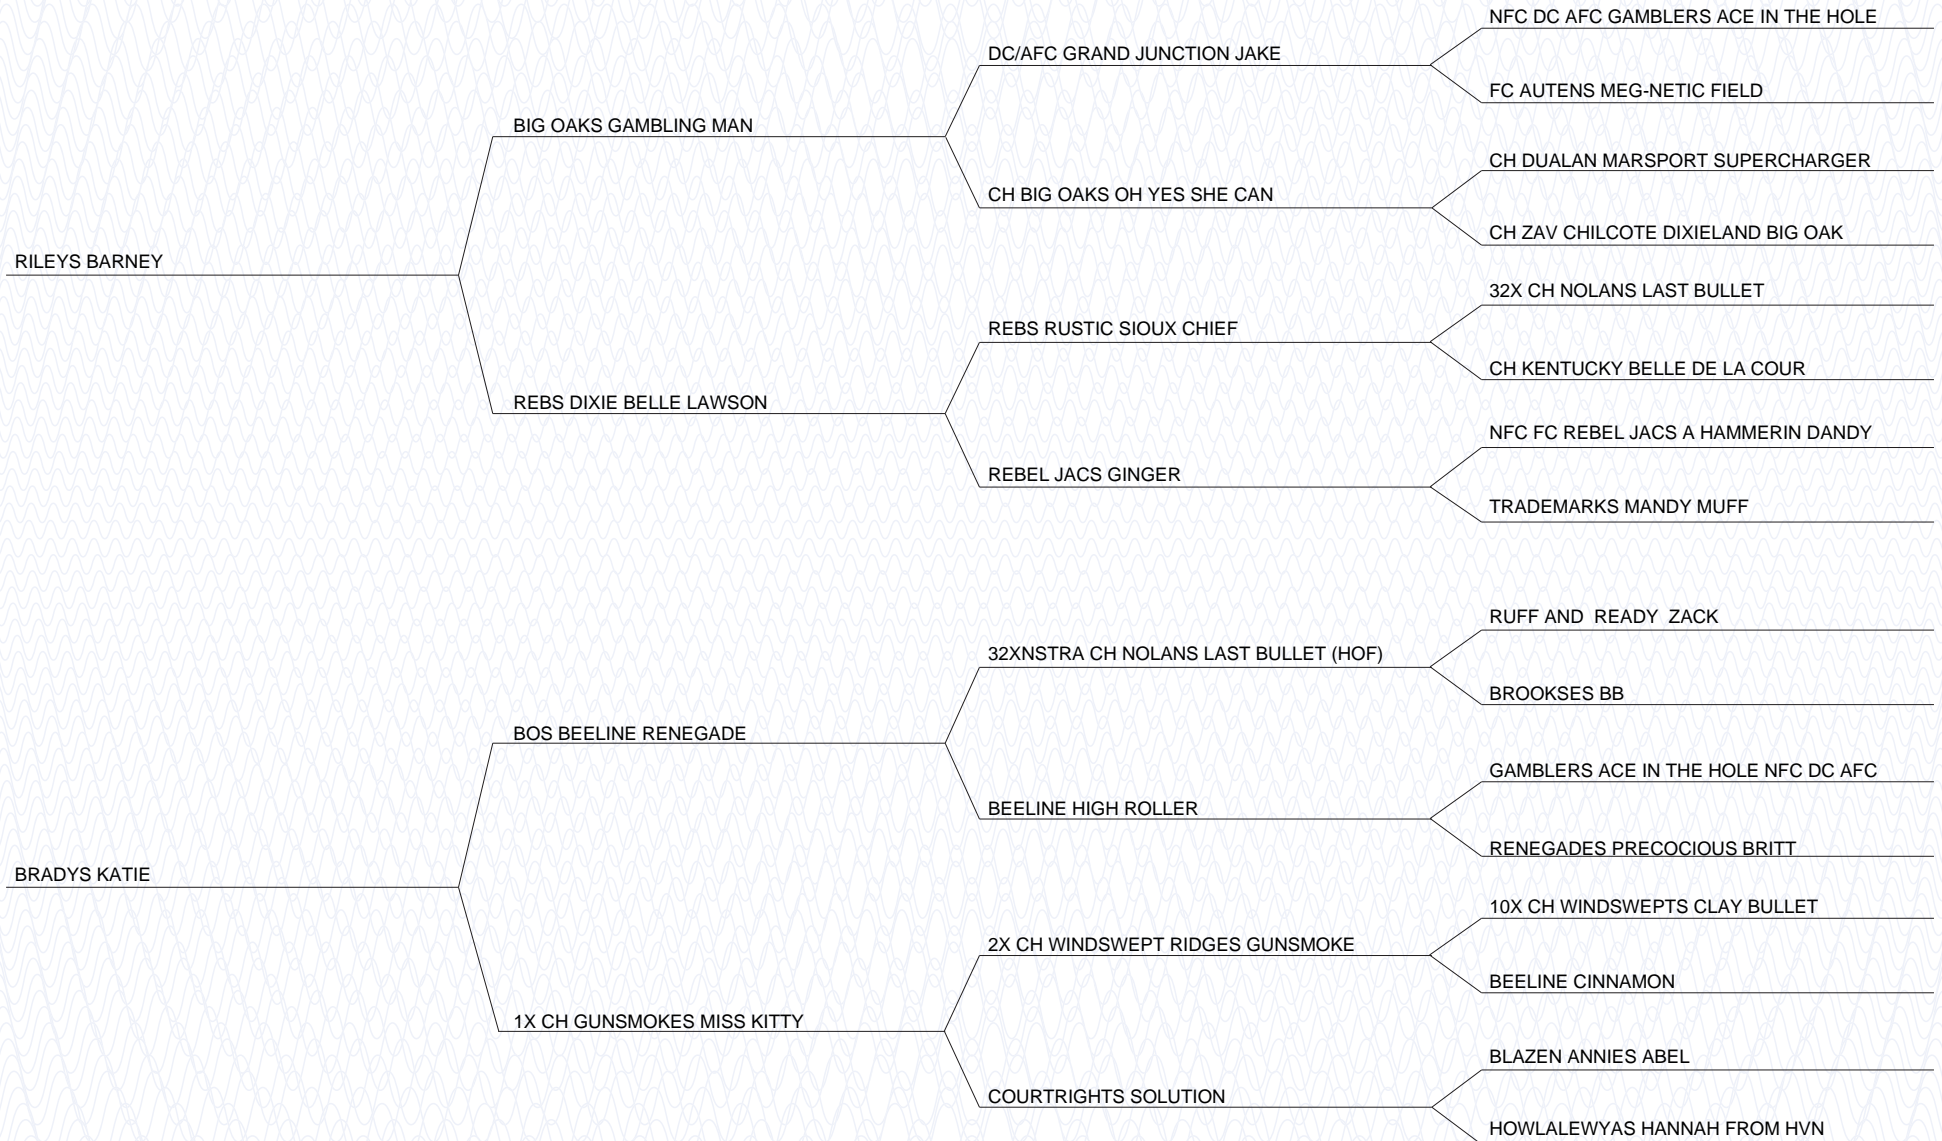 NFC DC AFC GAMBLERS ACE IN THE HOLE
DC/AFC GRAND JUNCTION JAKE
FC AUTENS MEG-NETIC FIELD
BIG OAKS GAMBLING MAN
CH DUALAN MARSPORT SUPERCHARGER
CH BIG OAKS OH YES SHE CAN
CH ZAV CHILCOTE DIXIELAND BIG OAK
RILEYS BARNEY
32X CH NOLANS LAST BULLET
REBS RUSTIC SIOUX CHIEF
CH KENTUCKY BELLE DE LA COUR
REBS DIXIE BELLE LAWSON
NFC FC REBEL JACS A HAMMERIN DANDY
REBEL JACS GINGER
TRADEMARKS MANDY MUFF
RUFF AND  READY  ZACK
32XNSTRA CH NOLANS LAST BULLET (HOF)
BROOKSES BB
BOS BEELINE RENEGADE
GAMBLERS ACE IN THE HOLE NFC DC AFC
BEELINE HIGH ROLLER
RENEGADES PRECOCIOUS BRITT
BRADYS KATIE
10X CH WINDSWEPTS CLAY BULLET
2X CH WINDSWEPT RIDGES GUNSMOKE
BEELINE CINNAMON
1X CH GUNSMOKES MISS KITTY
BLAZEN ANNIES ABEL
COURTRIGHTS SOLUTION
HOWLALEWYAS HANNAH FROM HVN